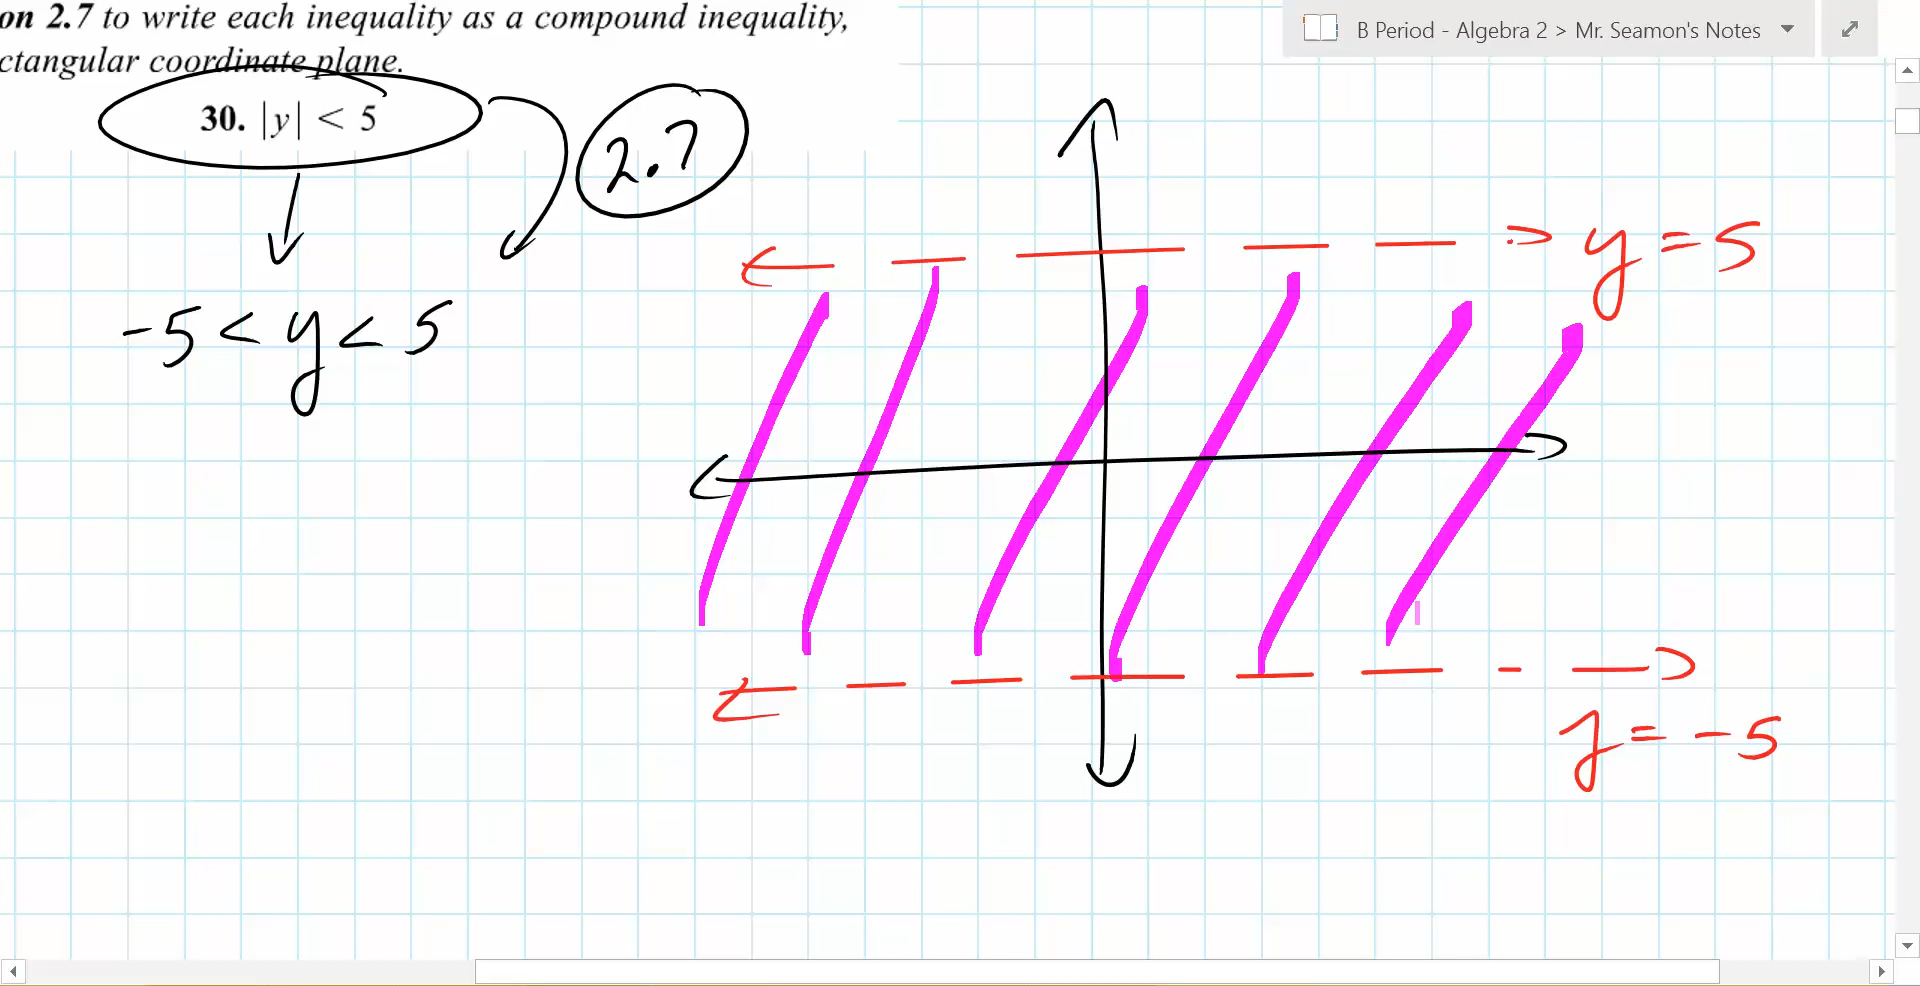 on 2.7 to write each inequality as a compound inequality,
ctangular coordinate plane.
B Period - Algebra 2 > Mr. Seamon's Notes
30. |y| < 5
2.7
-5 < y < 5
y = 5
y = -5